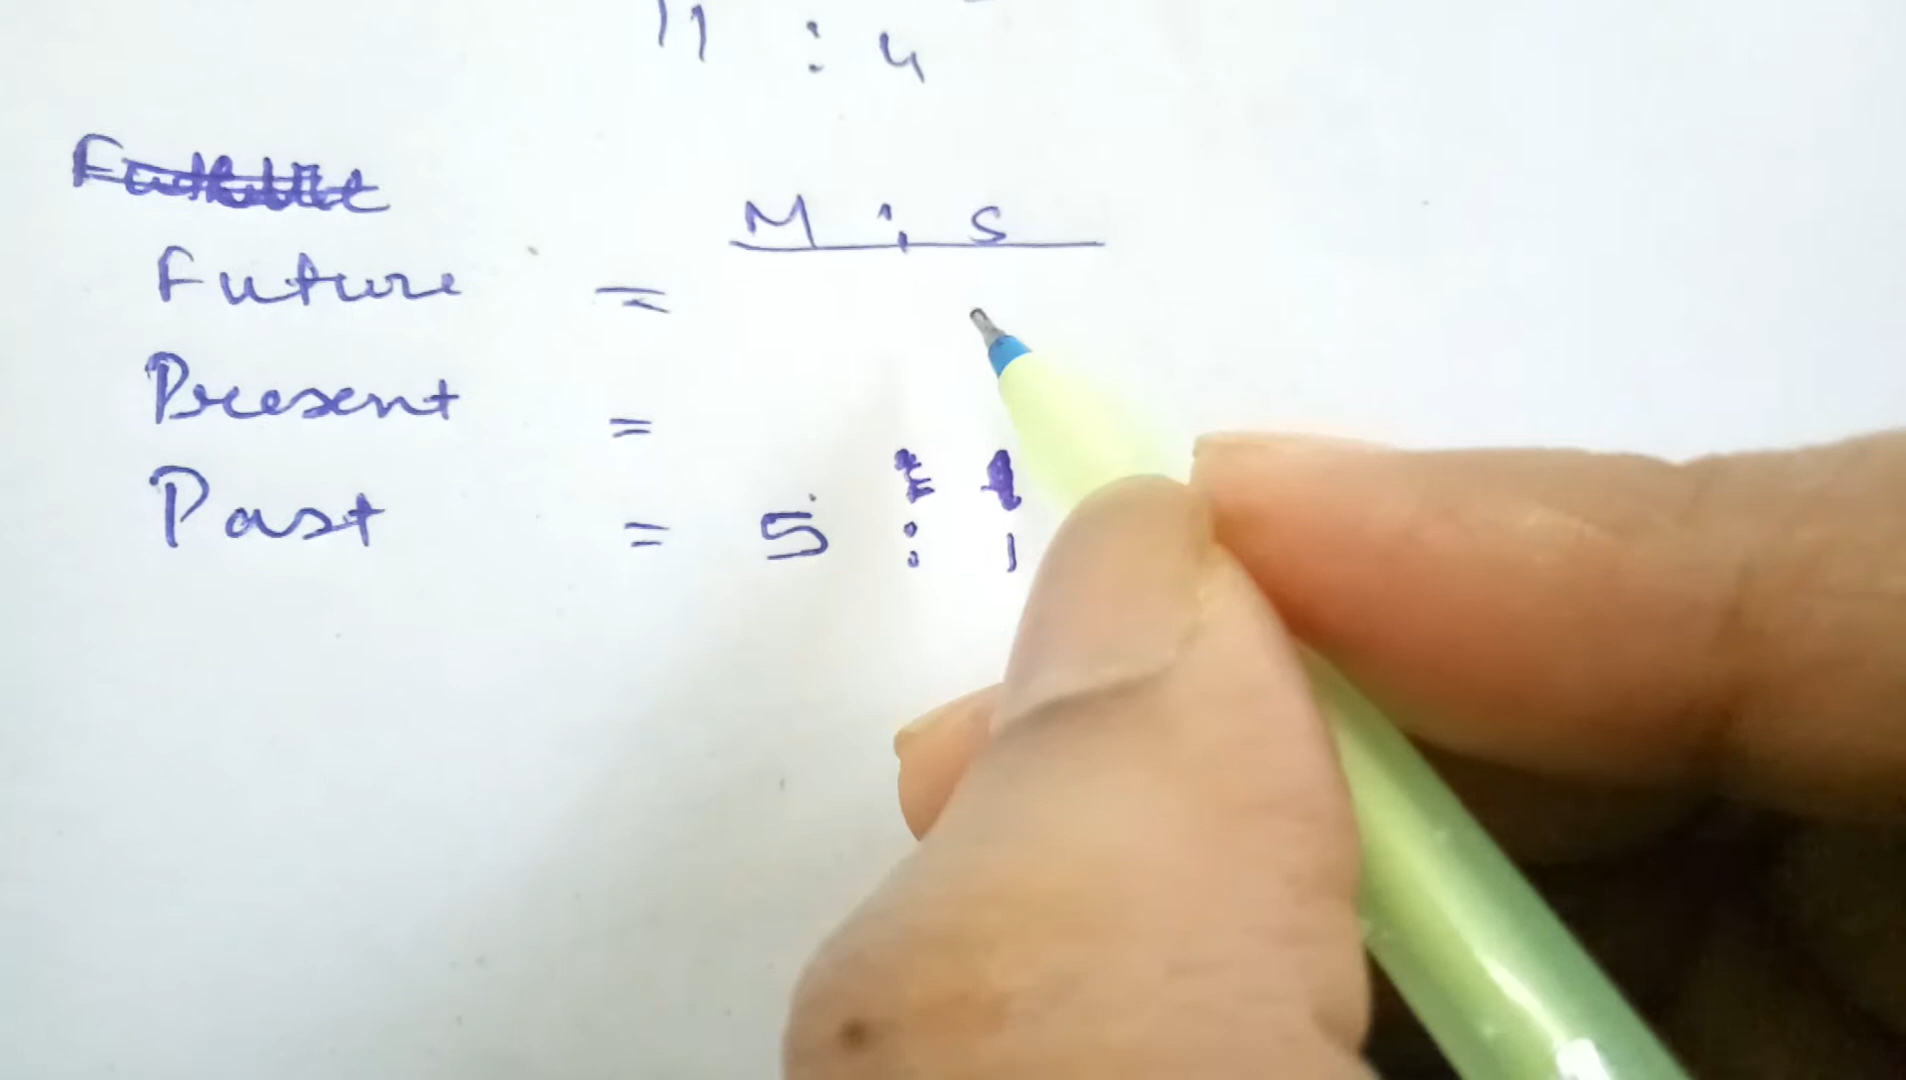 11 : 4
M : S
Future =
Present =
Past = 5 : 1